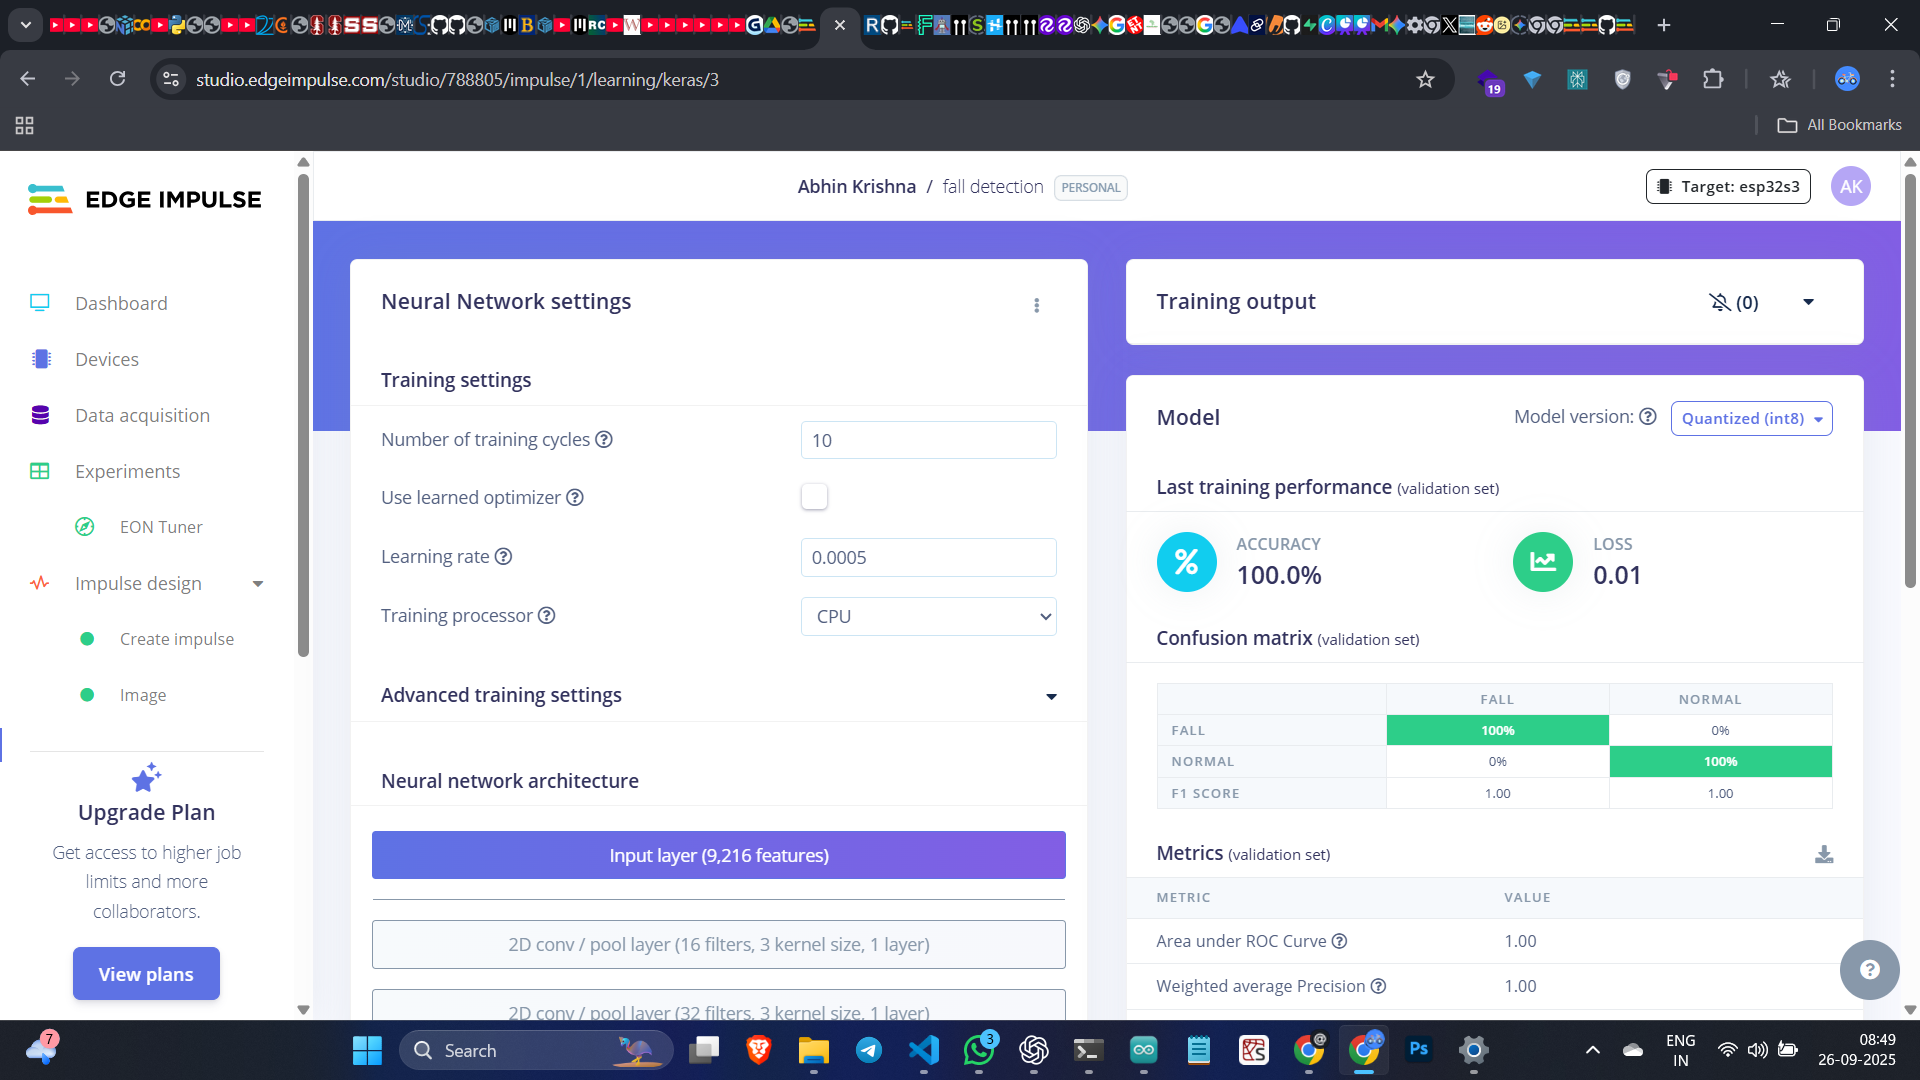 studio.edgeimpulse.com/studio/788805/impulse/1/learning/keras/3
19
All Bookmarks
EDGE IMPULSE
Abhin Krishna / fall detection PERSONAL
Target: esp32s3
AK
Dashboard
Devices
Data acquisition
Experiments
EON Tuner
Impulse design
Create impulse
Image
Upgrade Plan
Get access to higher job
limits and more
collaborators.
View plans
Neural Network settings
Training settings
Number of training cycles ? 10
Use learned optimizer ?
Learning rate ? 0.0005
Training processor ? CPU
Advanced training settings
Neural network architecture
Input layer (9,216 features)
2D conv / pool layer (16 filters, 3 kernel size, 1 layer)
2D conv / pool layer (32 filters, 3 kernel size, 1 layer)
Training output (0)
Model Model version: ? Quantized (int8)
Last training performance (validation set)
% ACCURACY
100.0%
LOSS
0.01
Confusion matrix (validation set)
FALL NORMAL
FALL 100% 0%
NORMAL 0% 100%
F1 SCORE 1.00 1.00
Metrics (validation set)
METRIC VALUE
Area under ROC Curve ? 1.00
Weighted average Precision ? 1.00
?
7
Search
3
Ps
ENG
IN
08:49
26-09-2025